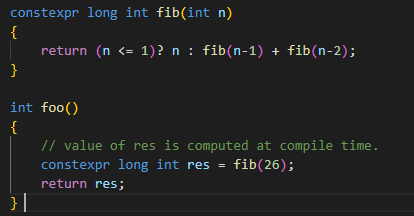 constexpr long int fib(int n)
{
    return (n <= 1)? n : fib(n-1) + fib(n-2);
}

int foo()
{
    // value of res is computed at compile time.
    constexpr long int res = fib(26);
    return res;
}